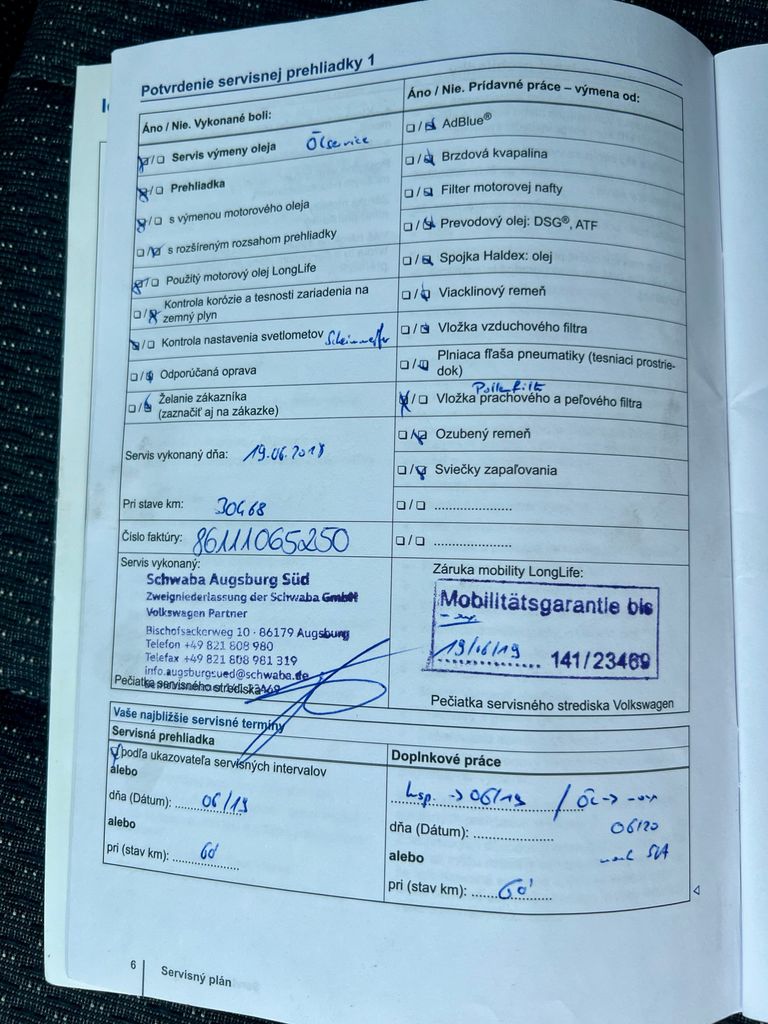 Potvrdenie servisnej prehliadky 1
Áno / Nie. Vykonané boli:
Servis výmeny oleja Ölservice
Prehliadka
s výmenou motorového oleja
s rozšíreným rozsahom prehliadky
Použitý motorový olej LongLife
Kontrola korózie a tesnosti zariadenia na
zemný plyn
Kontrola nastavenia svetlometov
Odporúčaná oprava
Želanie zákazníka
(zaznačiť aj na zákazke)
Servis vykonaný dňa: 19.06.2018
Pri stave km: 30468
Číslo faktúry: 86111065250
Servis vykonaný:
Schwaba Augsburg Süd
Zweigniederlassung der Schwaba GmbH
Volkswagen Partner
Bischofsackerweg 10 · 86179 Augsburg
Telefon +49 821 808 980
Telefax +49 821 808 981 319
info.augsburgsued@schwaba.de
Pečiatka servisného strediska
Áno / Nie. Prídavné práce – výmena od:
AdBlue®
Brzdová kvapalina
Filter motorovej nafty
Prevodový olej: DSG®, ATF
Spojka Haldex: olej
Viacklinový remeň
Vložka vzduchového filtra
Plniaca fľaša pneumatiky (tesniaci prostrie-
dok)
Pollenfilter
Vložka prachového a peľového filtra
Ozubený remeň
Sviečky zapaľovania
Záruka mobility LongLife:
Mobilitätsgarantie bis
19/06/19 141/23469
Pečiatka servisného strediska Volkswagen
Vaše najbližšie servisné termíny
Servisná prehliadka
podľa ukazovateľa servisných intervalov
alebo
dňa (Dátum): 06/19
alebo
pri (stav km): 60'
Doplnkové práce
Insp. -> 06/19 / Öl ->
dňa (Dátum): 06/20
alebo
pri (stav km): 60'
6
Servisný plán